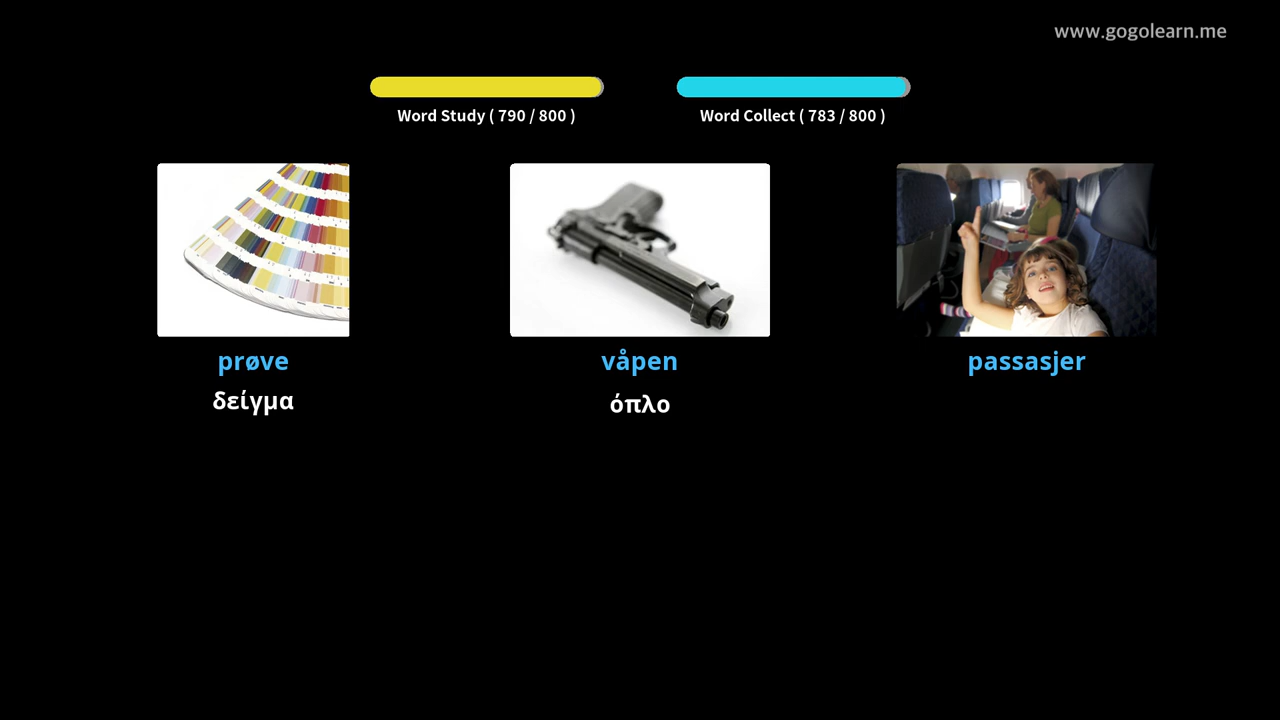 www.gogolearn.me
Word Study ( 790 / 800 )
Word Collect ( 783 / 800 )
prøve
våpen
passasjer
δείγμα
όπλο